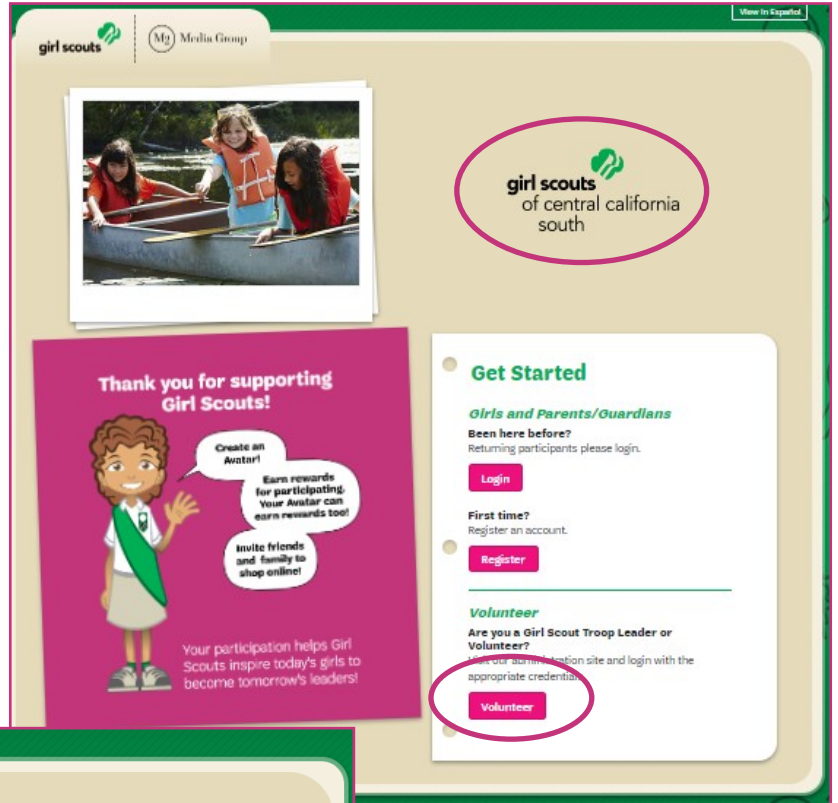 View In Español
girl scouts
M2 Media Group
girl scouts
of central california
south
Thank you for supporting
Girl Scouts!
Create an
Avatar!
Earn rewards
for participating.
Your Avatar can
earn rewards too!
Invite friends
and family to
shop online!
Your participation helps Girl
Scouts inspire today's girls to
become tomorrow's leaders!
Get Started
Girls and Parents/Guardians
Been here before?
Returning participants please login.
Login
First time?
Register an account.
Register
Volunteer
Are you a Girl Scout Troop Leader or
Volunteer?
Visit our administration site and login with the
appropriate credentials.
Volunteer